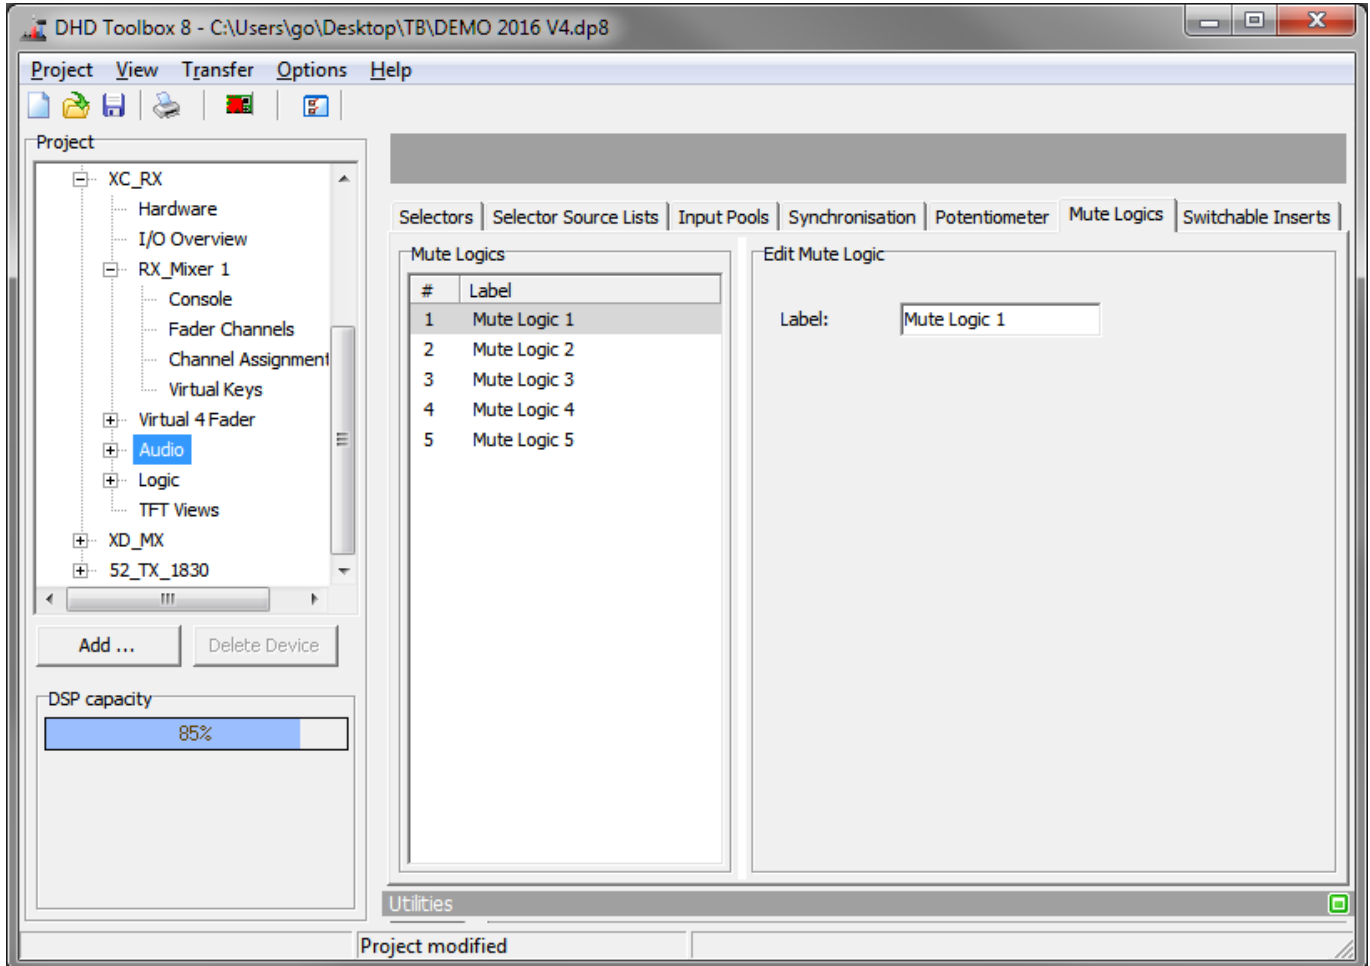 DHD Toolbox 8 - C:\Users\go\Desktop\TB\DEMO 2016 V4.dp8
Project View Transfer Options Help
Project
XC_RX
Hardware
I/O Overview
RX_Mixer 1
Console
Fader Channels
Channel Assignment
Virtual Keys
Virtual 4 Fader
Audio
Logic
TFT Views
XD_MX
52_TX_1830
Add ... Delete Device
DSP capacity
85%
Selectors Selector Source Lists Input Pools Synchronisation Potentiometer Mute Logics Switchable Inserts
Mute Logics
# Label
1 Mute Logic 1
2 Mute Logic 2
3 Mute Logic 3
4 Mute Logic 4
5 Mute Logic 5
Edit Mute Logic
Label: Mute Logic 1
Utilities
Project modified